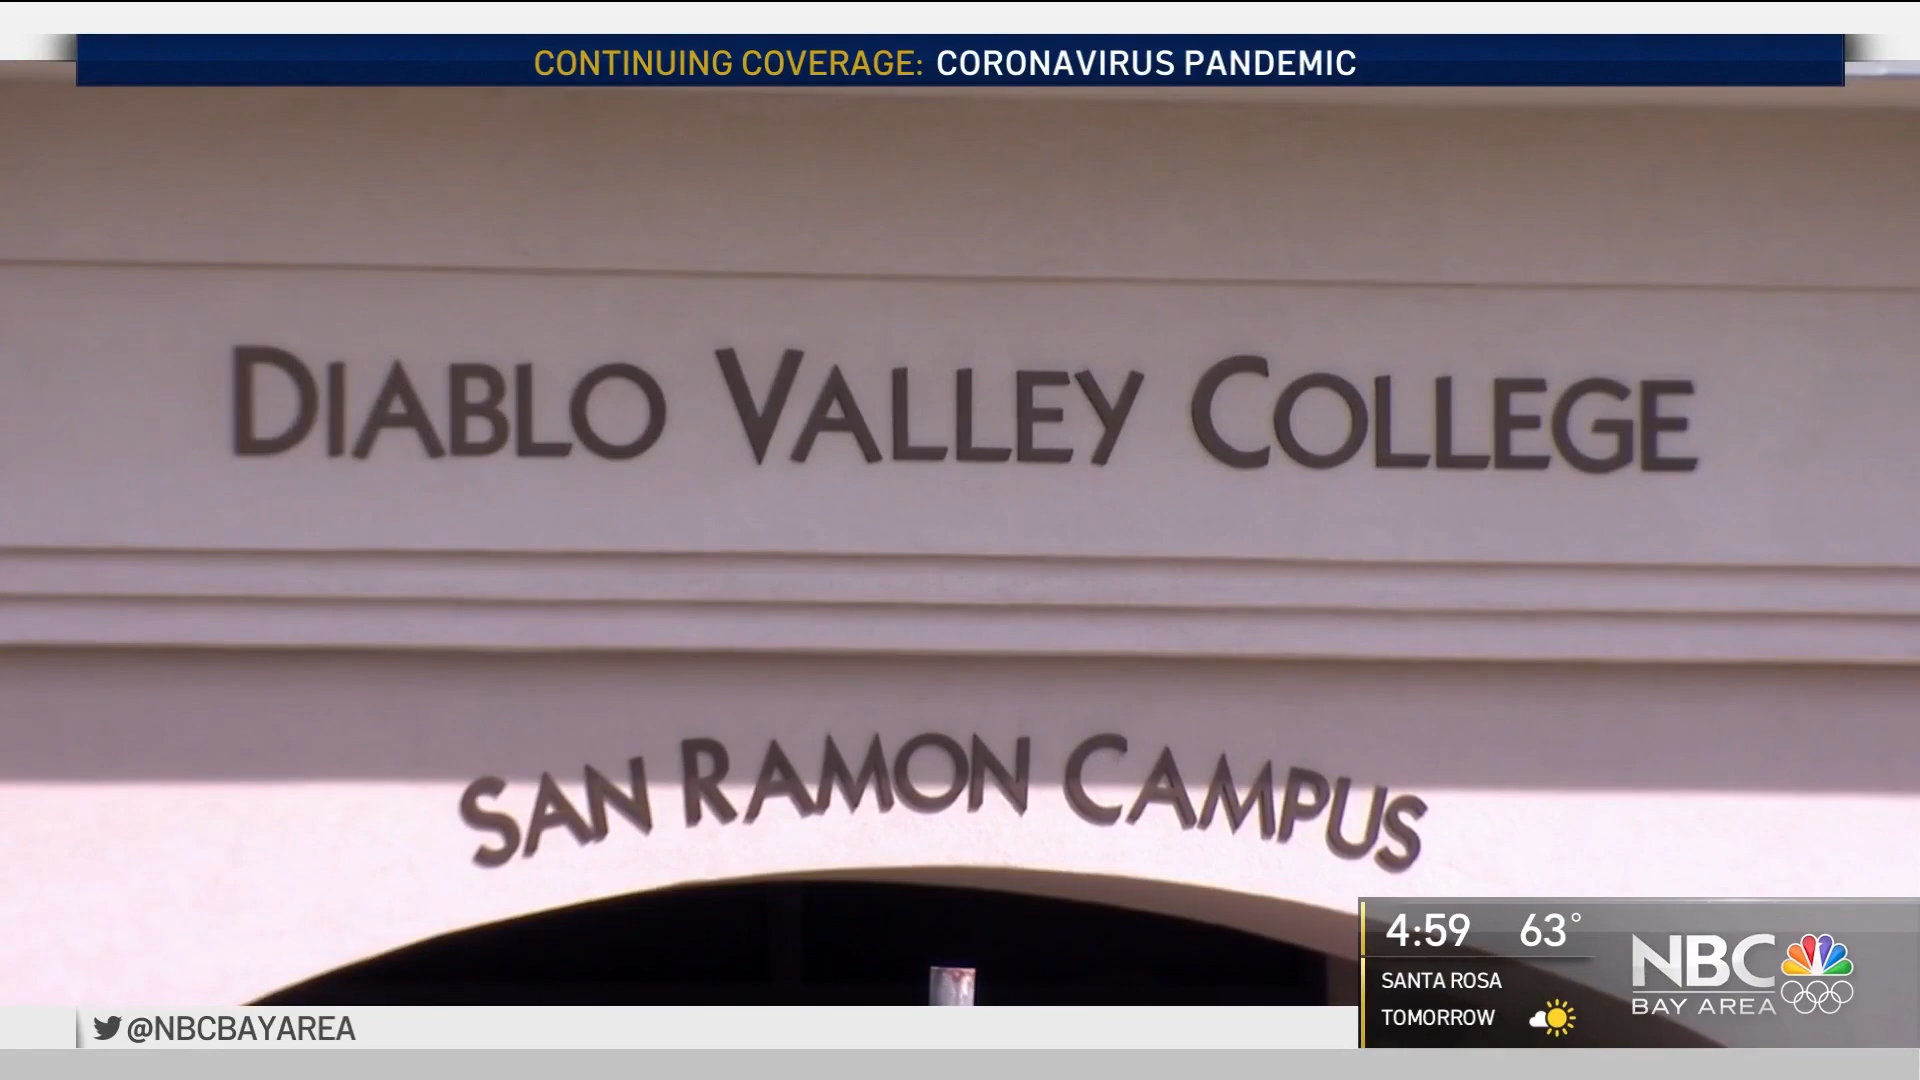 CONTINUING COVERAGE: CORONAVIRUS PANDEMIC
DIABLO VALLEY COLLEGE
SAN RAMON CAMPUS
4:59 63°
SANTA ROSA
TOMORROW
NBC
BAY AREA
@NBCBAYAREA